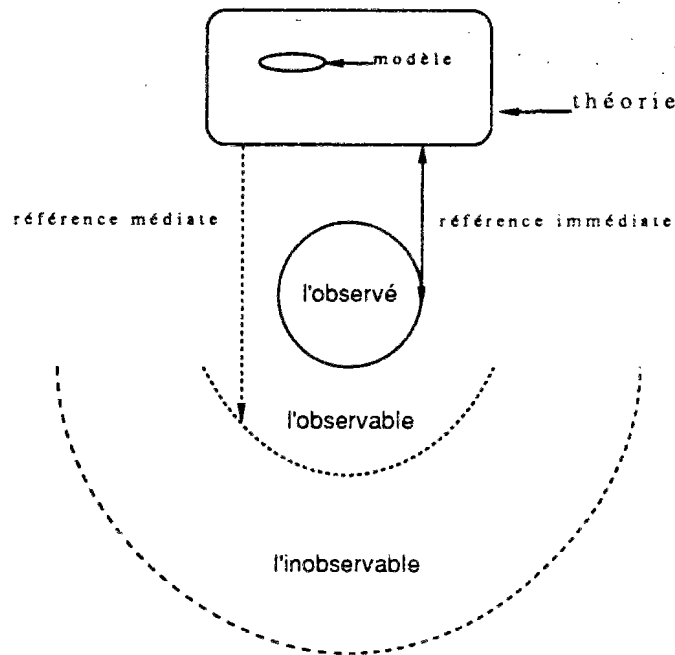 modèle
théorie
référence médiate
référence immédiate
l'observé
l'observable
l'inobservable